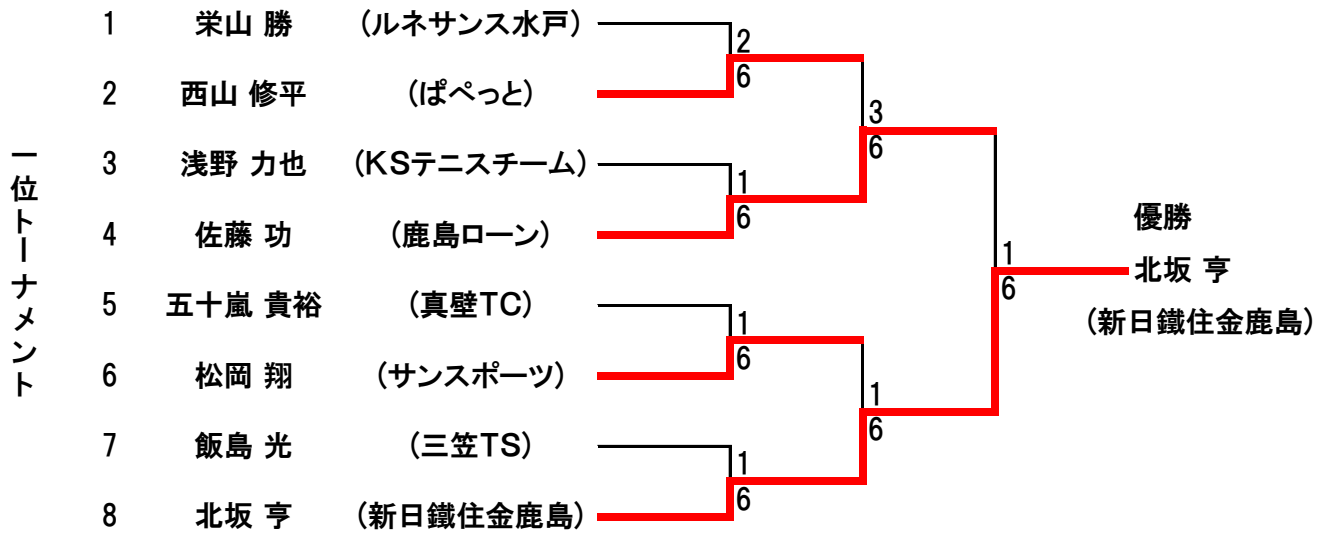 一位トーナメント
1 栄山 勝 (ルネサンス水戸)
2 西山 修平 (ぱぺっと)
3 浅野 力也 (KSテニスチーム)
4 佐藤 功 (鹿島ローン)
5 五十嵐 貴裕 (真壁TC)
6 松岡 翔 (サンスポーツ)
7 飯島 光 (三笠TS)
8 北坂 亨 (新日鐵住金鹿島)
2
6
1
6
1
6
1
6
3
6
1
6
1
6
優勝
北坂 亨
(新日鐵住金鹿島)